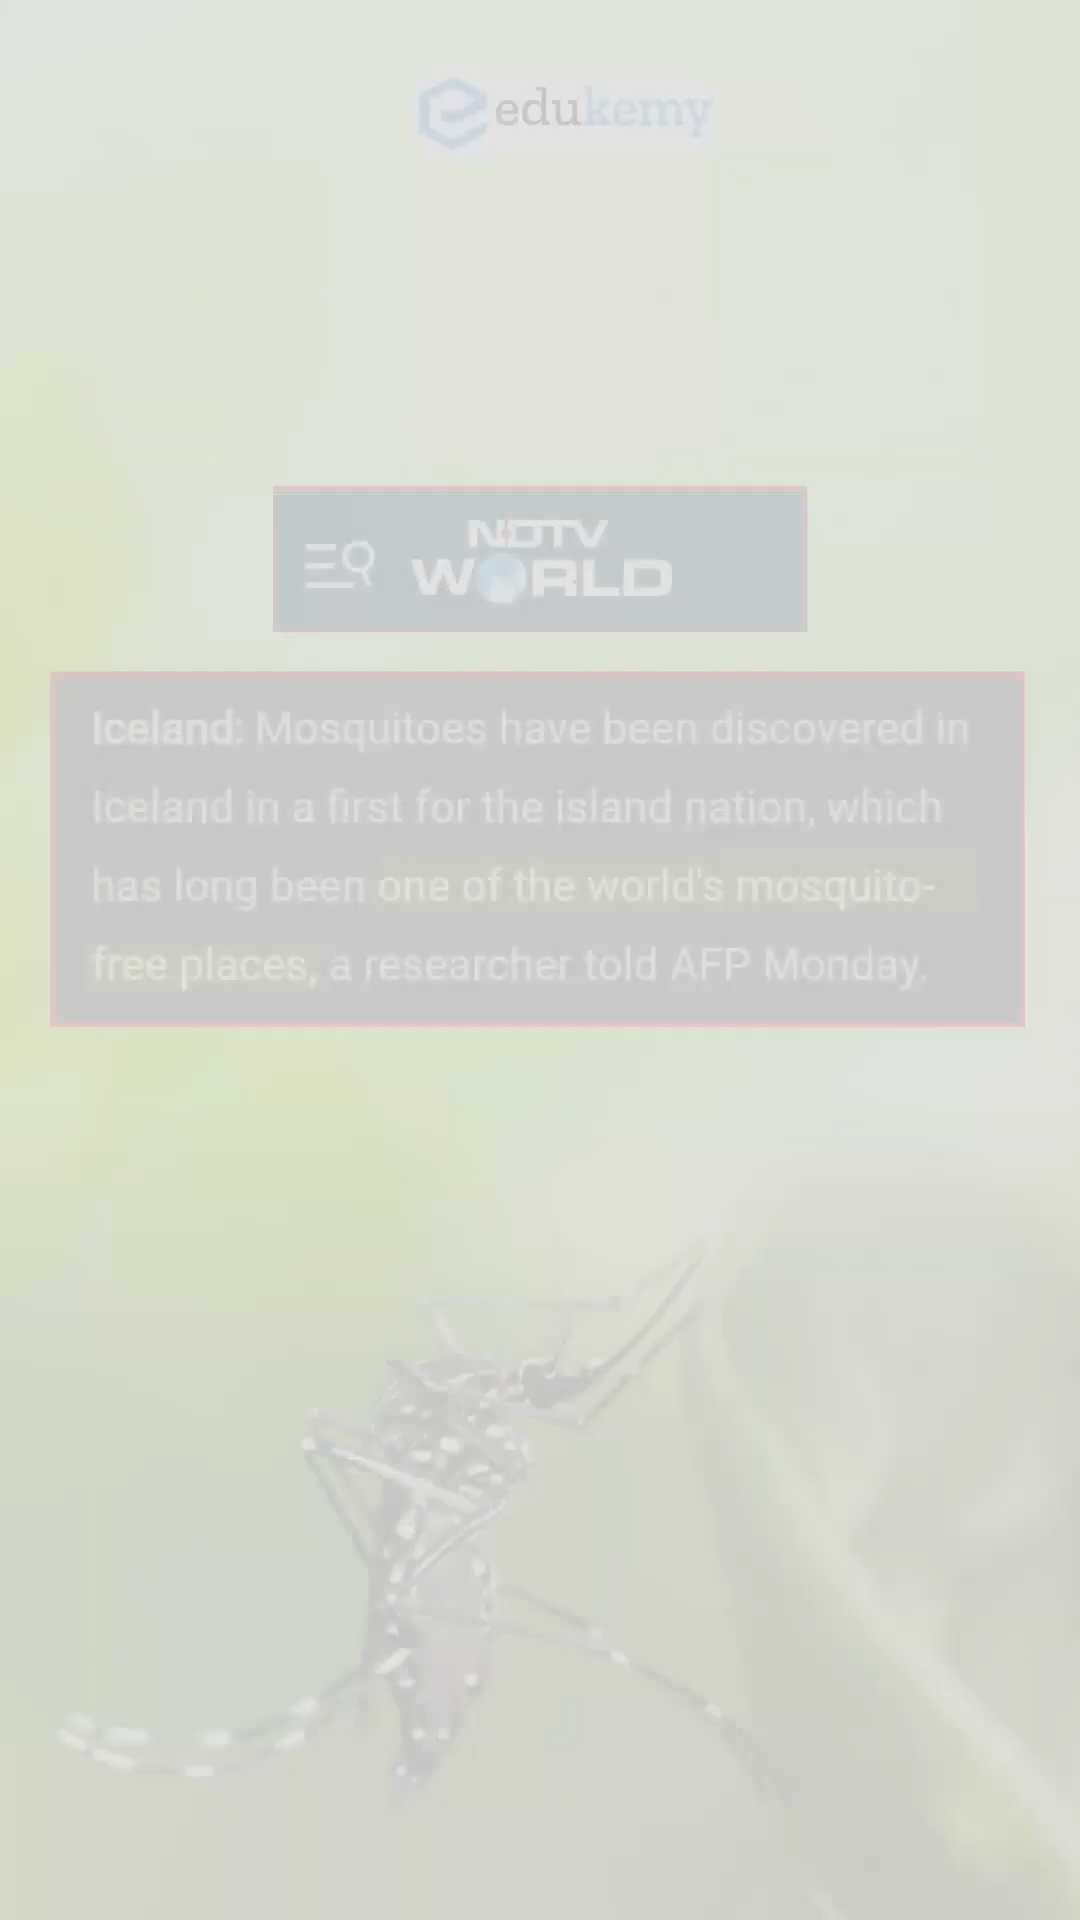 edukemy
NDTV
WORLD
Iceland: Mosquitoes have been discovered in
Iceland in a first for the island nation, which
has long been one of the world's mosquito-
free places, a researcher told AFP Monday.